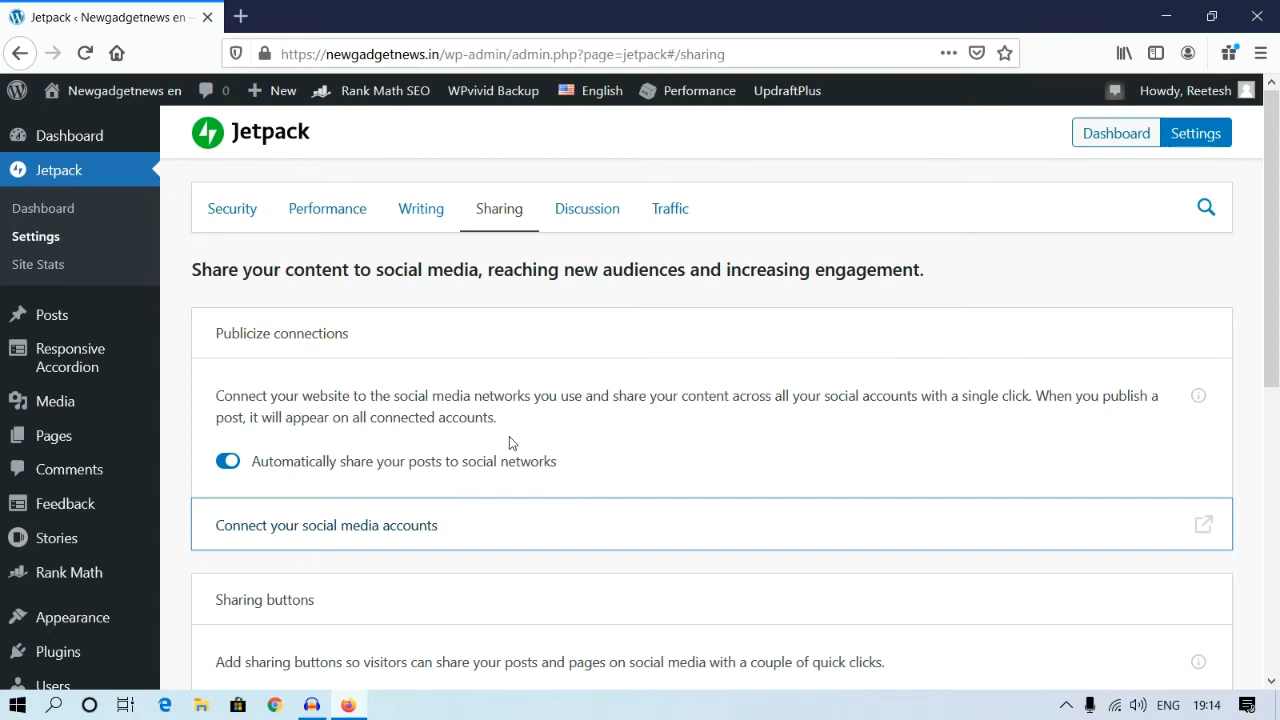 Jetpack ‹ Newgadgetnews en –
https://newgadgetnews.in/wp-admin/admin.php?page=jetpack#/sharing
Newgadgetnews en 0 New Rank Math SEO WPvivid Backup English Performance UpdraftPlus Howdy, Reetesh
Dashboard
Jetpack
Dashboard
Settings
Site Stats
Posts
Responsive
Accordion
Media
Pages
Comments
Feedback
Stories
Rank Math
Appearance
Plugins
Users
Jetpack
Dashboard Settings
Security Performance Writing Sharing Discussion Traffic
Share your content to social media, reaching new audiences and increasing engagement.
Publicize connections
Connect your website to the social media networks you use and share your content across all your social accounts with a single click. When you publish a
post, it will appear on all connected accounts.
Automatically share your posts to social networks
Connect your social media accounts
Sharing buttons
Add sharing buttons so visitors can share your posts and pages on social media with a couple of quick clicks.
ENG 19:14